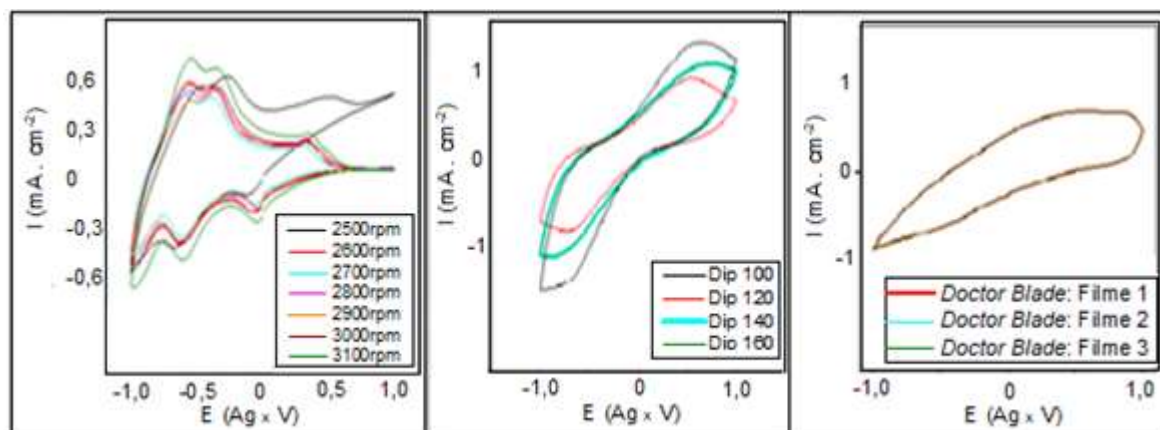 I (mA . cm⁻²)
0,6
0,3
0
-0,3
-0,6
2500rpm
2600rpm
2700rpm
2800rpm
2900rpm
3000rpm
3100rpm
-1,0 -0,5 0 1,0
E (Ag x V)
I (mA . cm⁻²)
1
0
-1
Dip 100
Dip 120
Dip 140
Dip 160
-1,0 0 1,0
E (Ag x V)
I (mA . cm⁻²)
1
0
-1
Doctor Blade: Filme 1
Doctor Blade: Filme 2
Doctor Blade: Filme 3
-1,0 0 1,0
E (Ag x V)